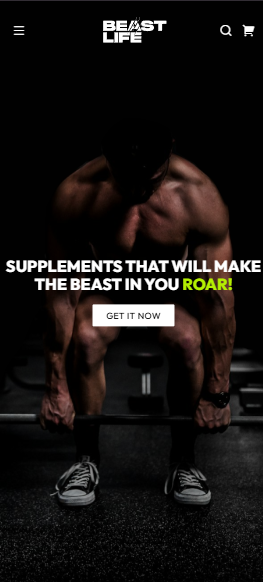 BEAST
LIFE
SUPPLEMENTS THAT WILL MAKE
THE BEAST IN YOU ROAR!
GET IT NOW